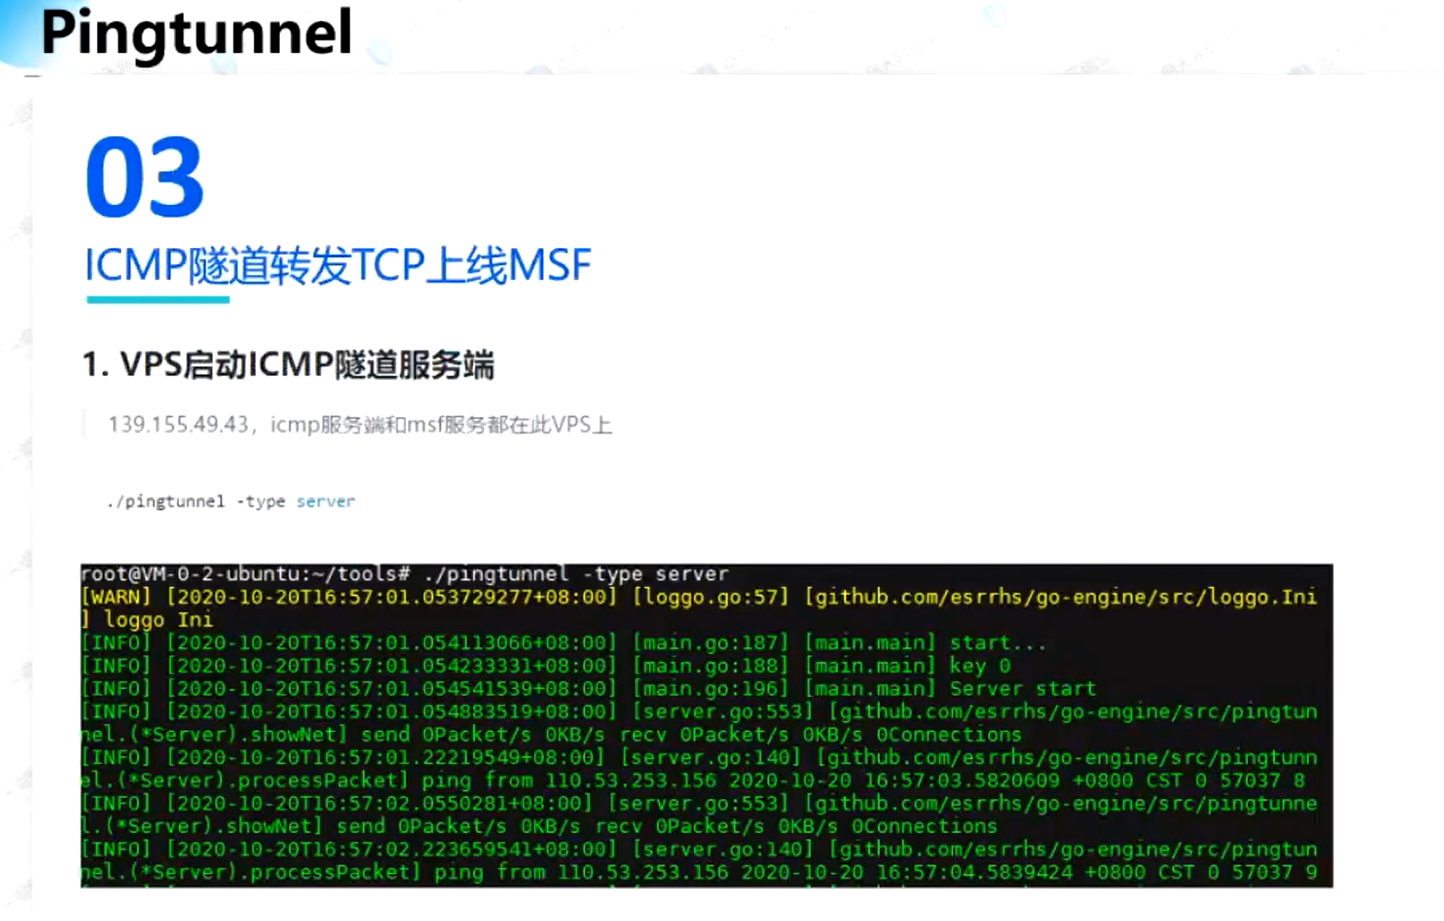 Pingtunnel
03
ICMP隧道转发TCP上线MSF
1. VPS启动ICMP隧道服务端
139.155.49.43，icmp服务端和msf服务都在此VPS上
./pingtunnel -type server
root@VM-0-2-ubuntu:~/tools# ./pingtunnel -type server
[WARN] [2020-10-20T16:57:01.053729277+08:00] [loggo.go:57] [github.com/esrrhs/go-engine/src/loggo.Ini
] loggo Ini
[INFO] [2020-10-20T16:57:01.054113066+08:00] [main.go:187] [main.main] start...
[INFO] [2020-10-20T16:57:01.054233331+08:00] [main.go:188] [main.main] key 0
[INFO] [2020-10-20T16:57:01.054541539+08:00] [main.go:196] [main.main] Server start
[INFO] [2020-10-20T16:57:01.054883519+08:00] [server.go:553] [github.com/esrrhs/go-engine/src/pingtun
nel.(*Server).showNet] send 0Packet/s 0KB/s recv 0Packet/s 0KB/s 0Connections
[INFO] [2020-10-20T16:57:01.22219549+08:00] [server.go:140] [github.com/esrrhs/go-engine/src/pingtunn
el.(*Server).processPacket] ping from 110.53.253.156 2020-10-20 16:57:03.5820609 +0800 CST 0 57037 8
[INFO] [2020-10-20T16:57:02.0550281+08:00] [server.go:553] [github.com/esrrhs/go-engine/src/pingtunne
l.(*Server).showNet] send 0Packet/s 0KB/s recv 0Packet/s 0KB/s 0Connections
[INFO] [2020-10-20T16:57:02.223659541+08:00] [server.go:140] [github.com/esrrhs/go-engine/src/pingtun
nel.(*Server).processPacket] ping from 110.53.253.156 2020-10-20 16:57:04.5839424 +0800 CST 0 57037 9